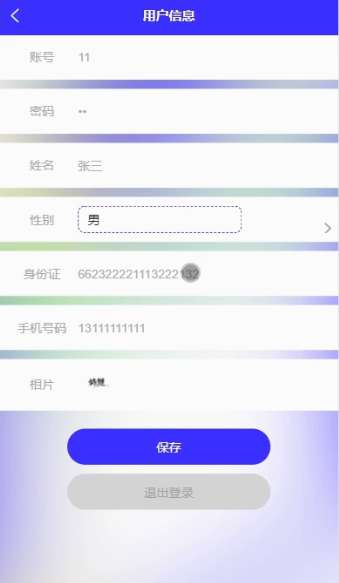 用户信息
账号 11
密码 ••
姓名 张三
性别 男
身份证 662322221113222132
手机号码 13111111111
相片
保存
退出登录